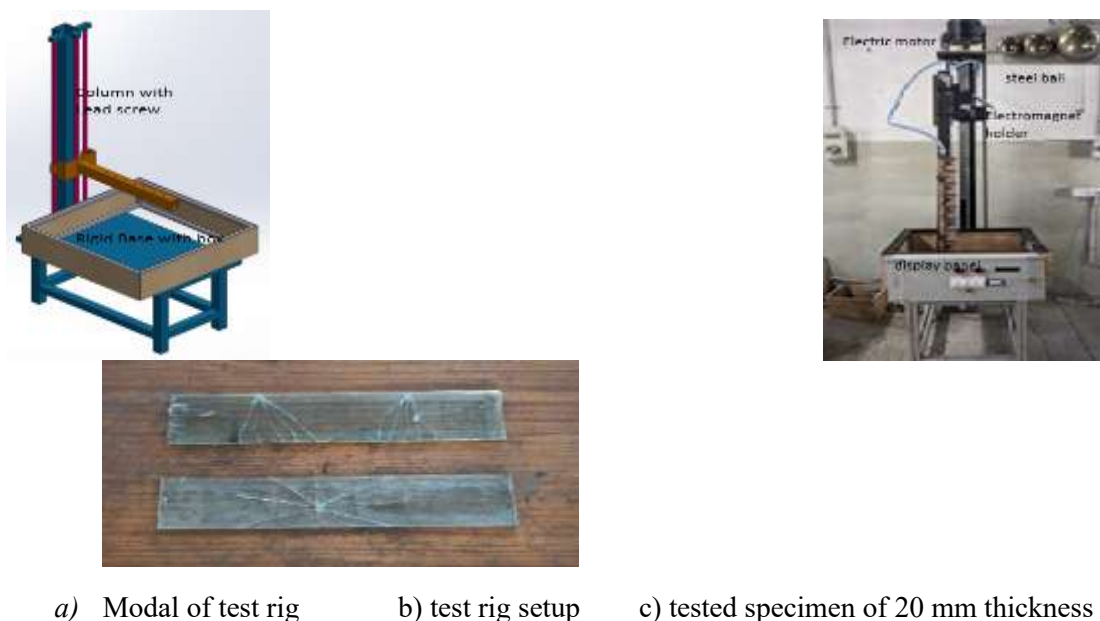 Column with
lead screw
Rigid Base with box
Electric motor
steel ball
Electromagnet
holder
display panel
a) Modal of test rig b) test rig setup c) tested specimen of 20 mm thickness